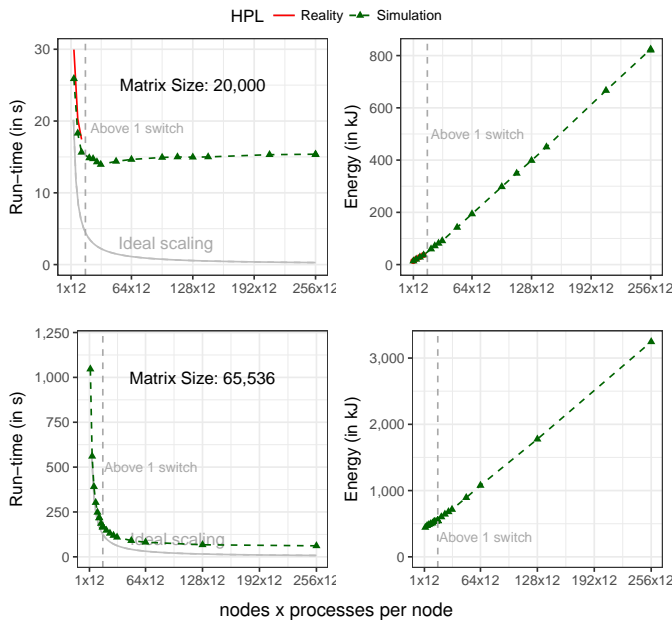 HPL Reality Simulation
Run−time (in s)
30
20
10
0
Matrix Size: 20,000
Above 1 switch
Ideal scaling
1x12 64x12 128x12 192x12 256x12
Energy (in kJ)
800
600
400
200
0
Above 1 switch
1x12 64x12 128x12 192x12 256x12
Run−time (in s)
1,250
1,000
750
500
250
0
Matrix Size: 65,536
Above 1 switch
Ideal scaling
1x12 64x12 128x12 192x12 256x12
Energy (in kJ)
3,000
2,000
1,000
0
Above 1 switch
1x12 64x12 128x12 192x12 256x12
nodes x processes per node